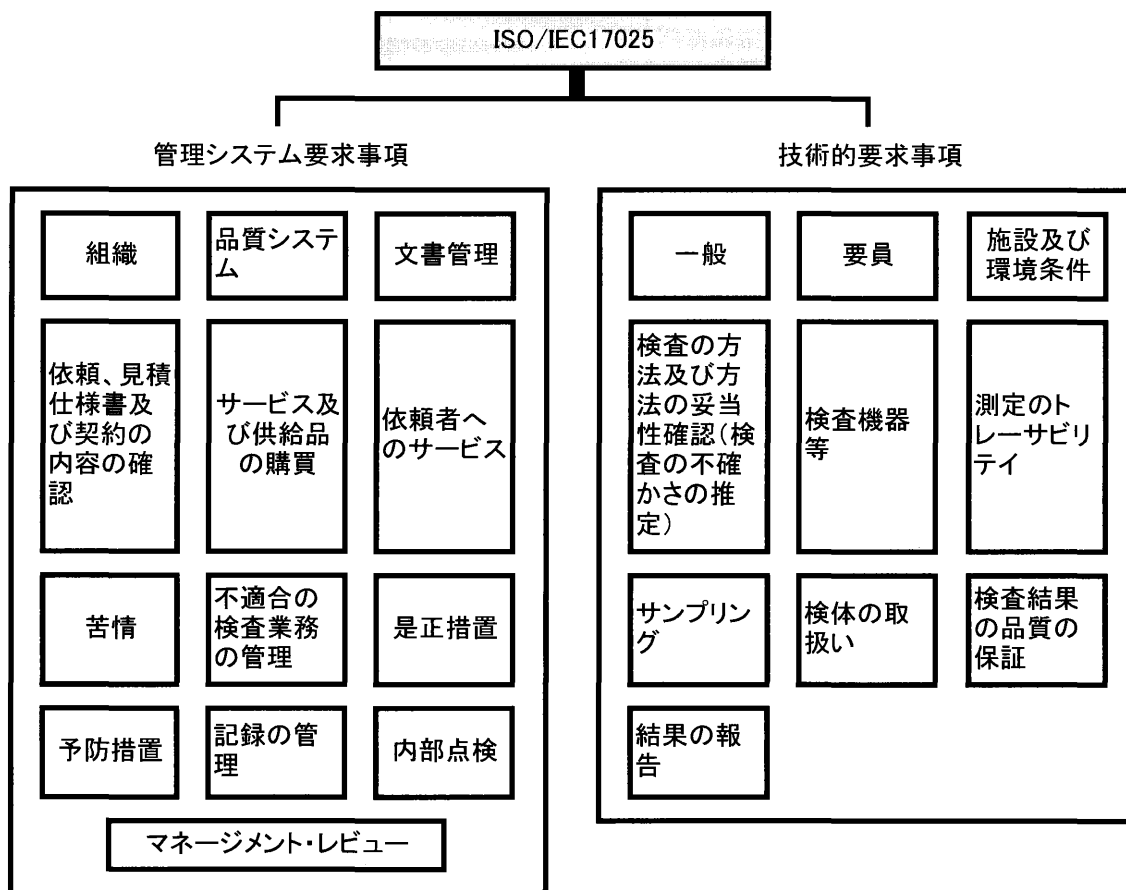 ISO/IEC17025
管理システム要求事項
技術的要求事項
組織
品質システ
ム
文書管理
依頼、見積
仕様書及
び契約の
内容の確
認
サービス及
び供給品
の購買
依頼者へ
のサービス
苦情
不適合の
検査業務
の管理
是正措置
予防措置
記録の管
理
内部点検
マネージメント・レビュー
一般
要員
施設及び
環境条件
検査の方
法及び方
法の妥当
性確認(検
査の不確
かさの推
定)
検査機器
等
測定のト
レーサビリ
テイ
サンプリン
グ
検体の取
扱い
検査結果
の品質の
保証
結果の報
告